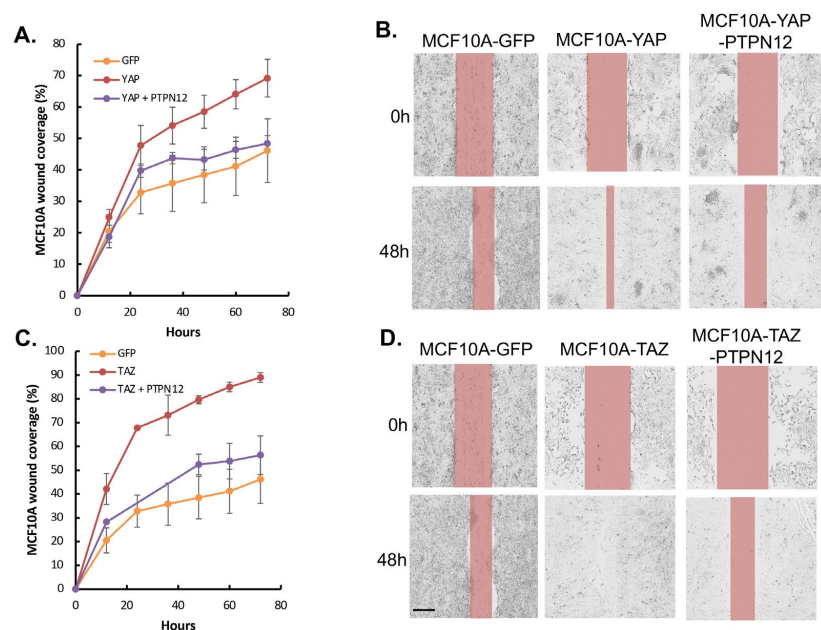 A.
GFP
YAP
YAP + PTPN12
MCF10A wound coverage (%)
80
70
60
50
40
30
20
10
0
0 20 40 60 80
Hours
B.
MCF10A-GFP
MCF10A-YAP
MCF10A-YAP
-PTPN12
0h
48h
C.
GFP
TAZ
TAZ + PTPN12
MCF10A wound coverage (%)
100
90
80
70
60
50
40
30
20
10
0
0 20 40 60 80
Hours
D.
MCF10A-GFP
MCF10A-TAZ
MCF10A-TAZ
-PTPN12
0h
48h